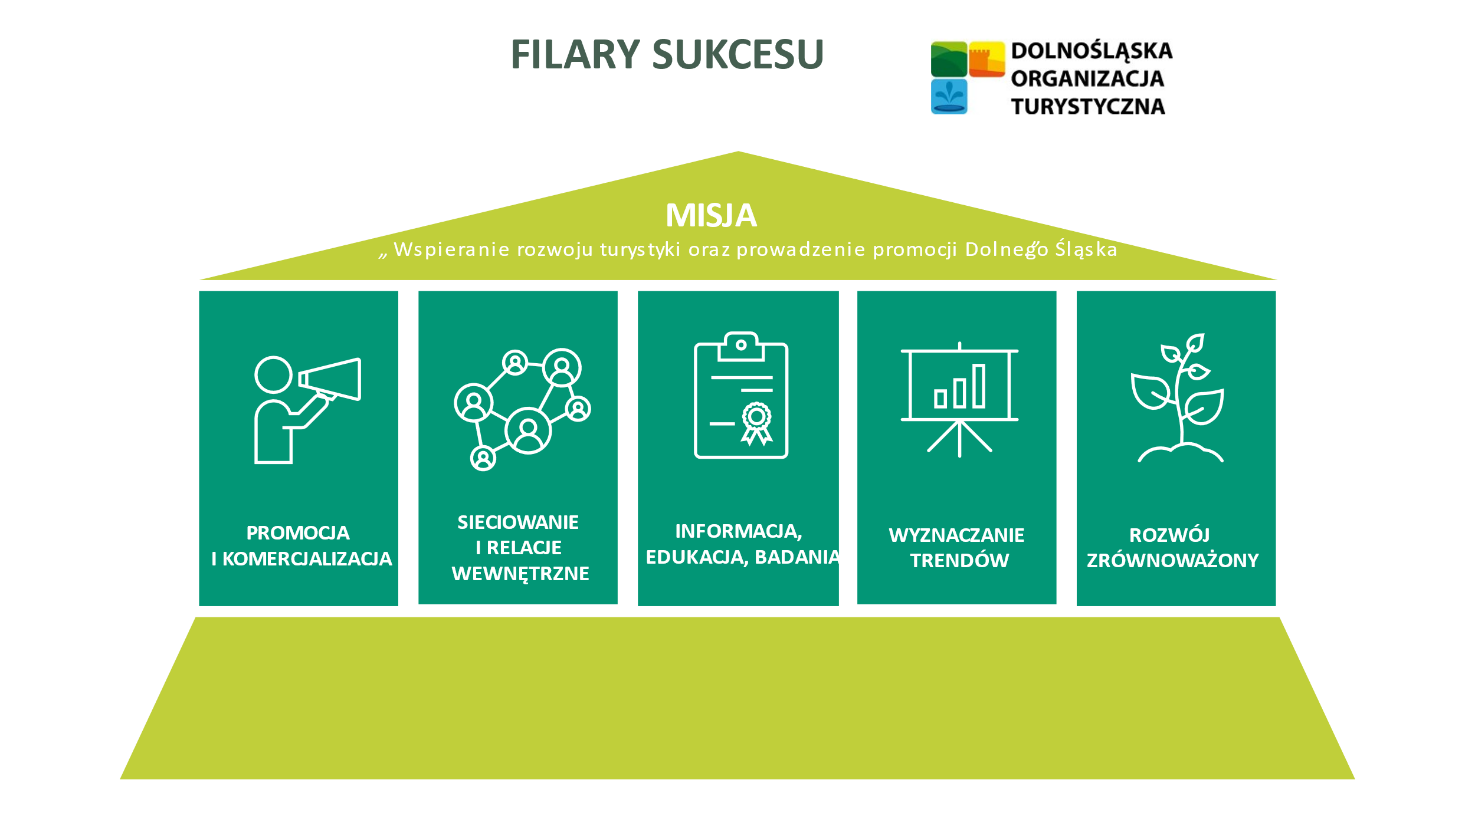 FILARY SUKCESU
DOLNOŚLĄSKA
ORGANIZACJA
TURYSTYCZNA
MISJA
„ Wspieranie rozwoju turystyki oraz prowadzenie promocji Dolnego Śląska”
PROMOCJA
I KOMERCJALIZACJA
SIECIOWANIE
I RELACJE
WEWNĘTRZNE
INFORMACJA,
EDUKACJA, BADANIA
WYZNACZANIE
TRENDÓW
ROZWÓJ
ZRÓWNOWAŻONY